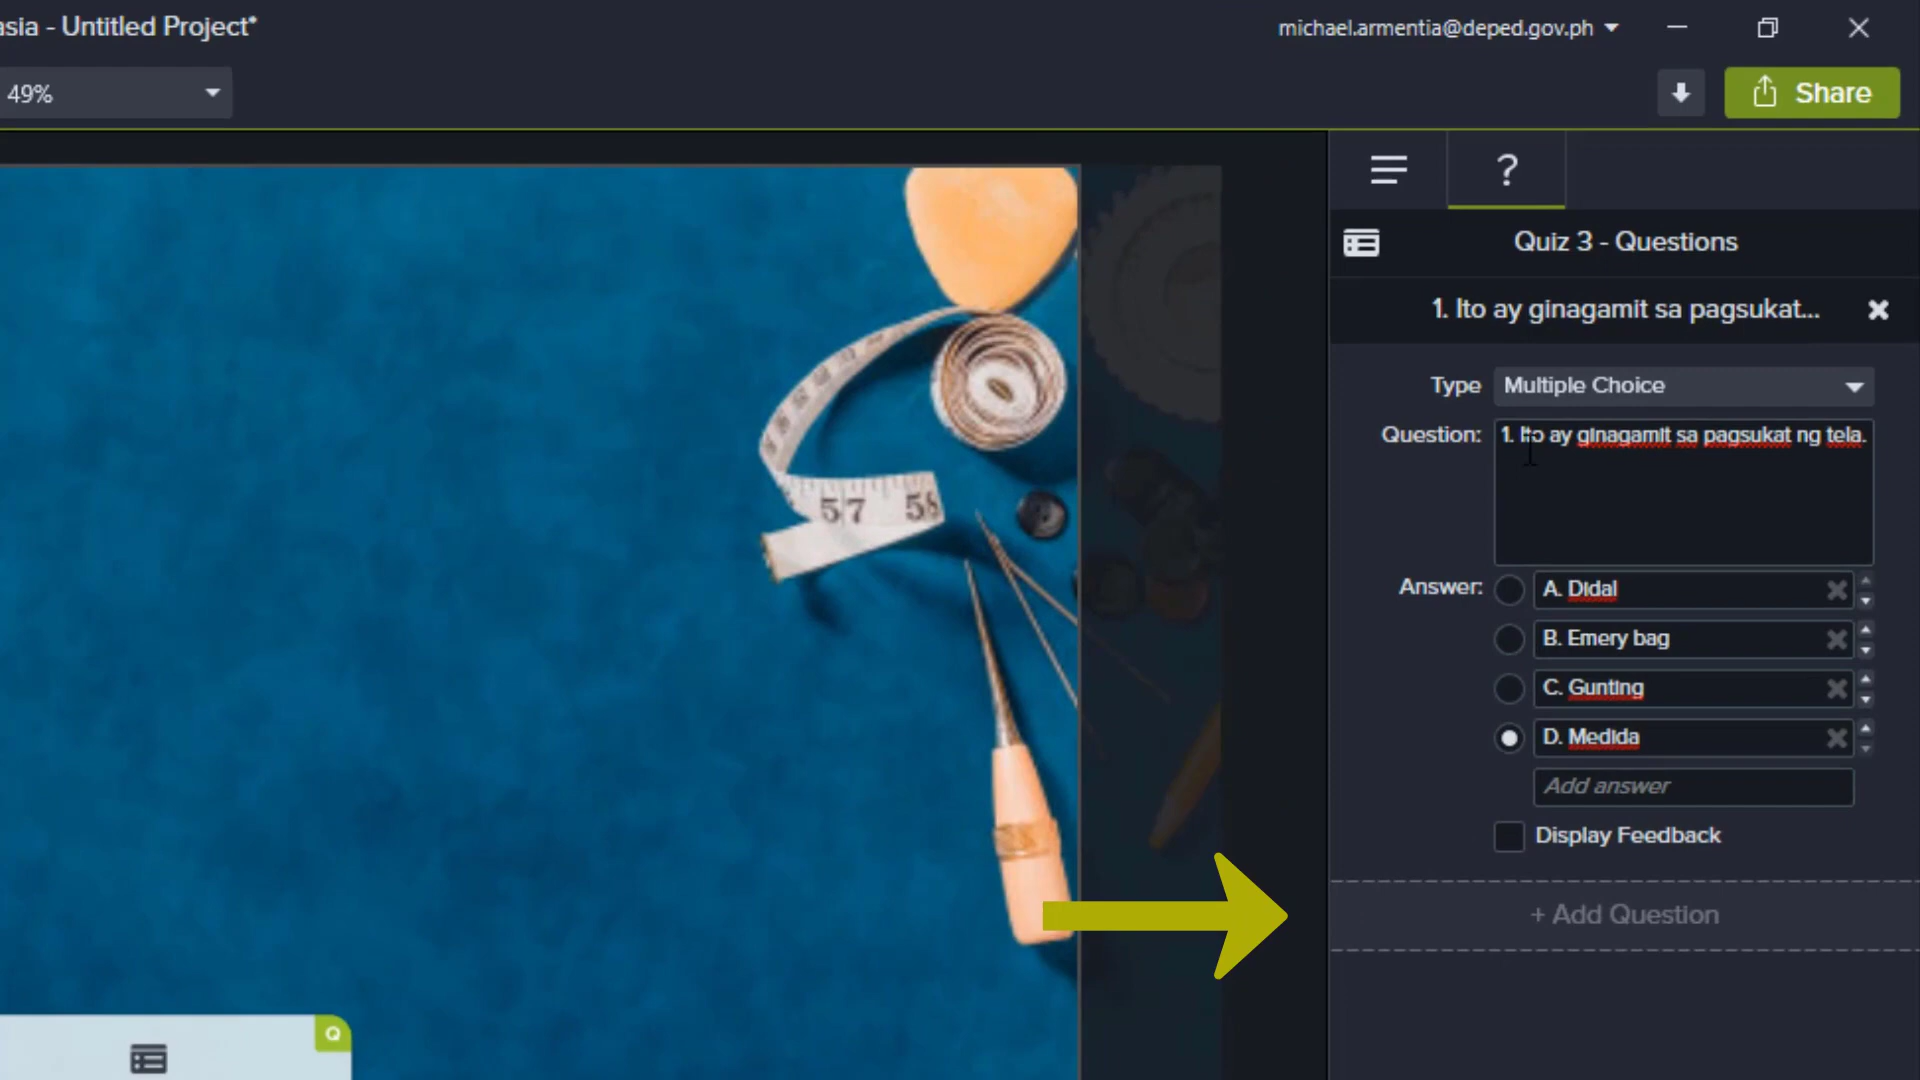 asia - Untitled Project*
michael.armentia@deped.gov.ph
49%
Share
?
Quiz 3 - Questions
1. Ito ay ginagamit sa pagsukat...
Type Multiple Choice
Question: 1. Ito ay ginagamit sa pagsukat ng tela.
Answer: A. Didal
B. Emery bag
C. Gunting
D. Medida
Add answer
Display Feedback
+ Add Question
57 58
Q